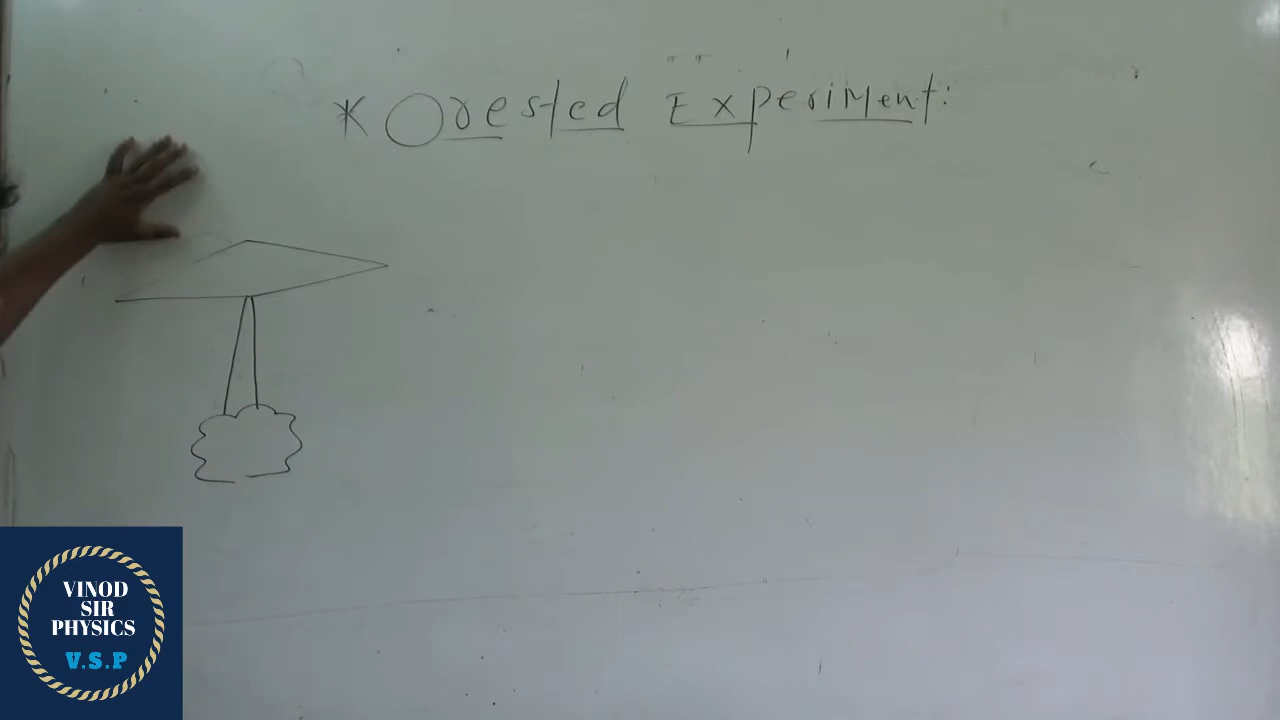 * Orested Experiment:
VINOD
SIR
PHYSICS
V.S.P